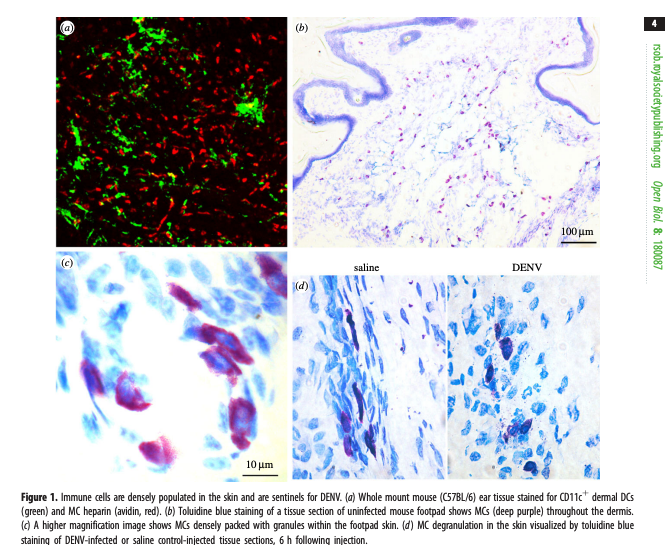 (a)
(b)
4
rsob.royalsocietypublishing.org Open Biol. 8: 180087
100 µm
(c)
saline
DENV
(d)
10 µm
Figure 1. Immune cells are densely populated in the skin and are sentinels for DENV. (a) Whole mount mouse (C57BL/6) ear tissue stained for CD11c+ dermal DCs
(green) and MC heparin (avidin, red). (b) Toluidine blue staining of a tissue section of uninfected mouse footpad shows MCs (deep purple) throughout the dermis.
(c) A higher magnification image shows MCs densely packed with granules within the footpad skin. (d) MC degranulation in the skin visualized by toluidine blue
staining of DENV-infected or saline control-injected tissue sections, 6 h following injection.